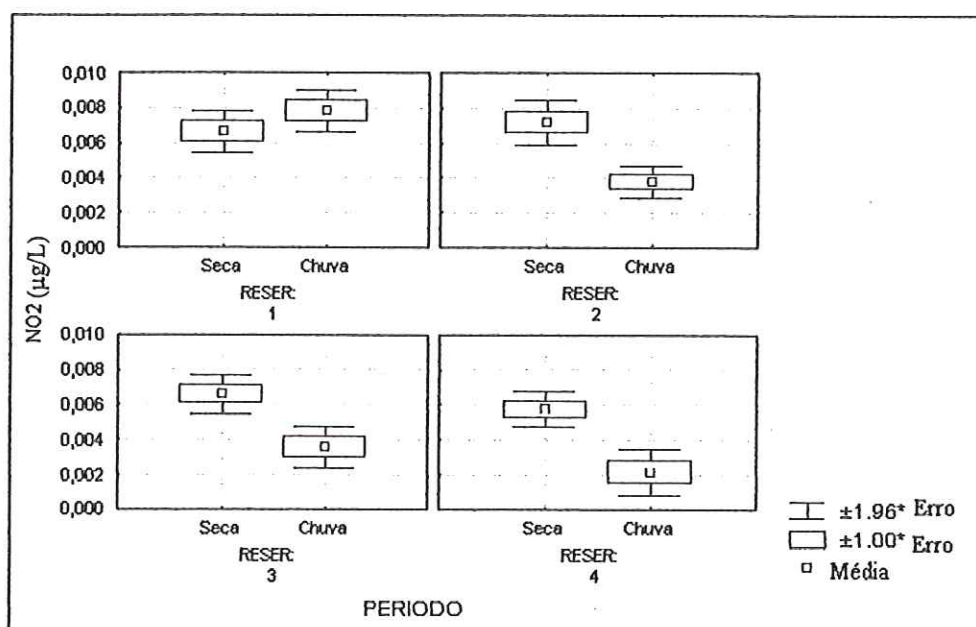 NO2 (µg/L)
0,010
0,008
0,006
0,004
0,002
0,000
Seca Chuva
RESER:
1
Seca Chuva
RESER:
2
0,010
0,008
0,006
0,004
0,002
0,000
Seca Chuva
RESER:
3
Seca Chuva
RESER:
4
±1.96* Erro
±1.00* Erro
Média
PERIODO